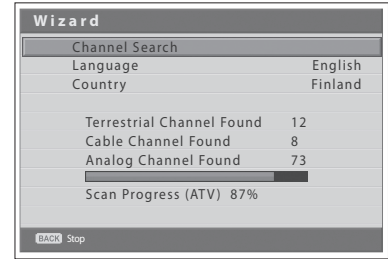 Wizard
Channel Search
Language English
Country Finland
Terrestrial Channel Found 12
Cable Channel Found 8
Analog Channel Found 73
Scan Progress (ATV) 87%
BACK Stop